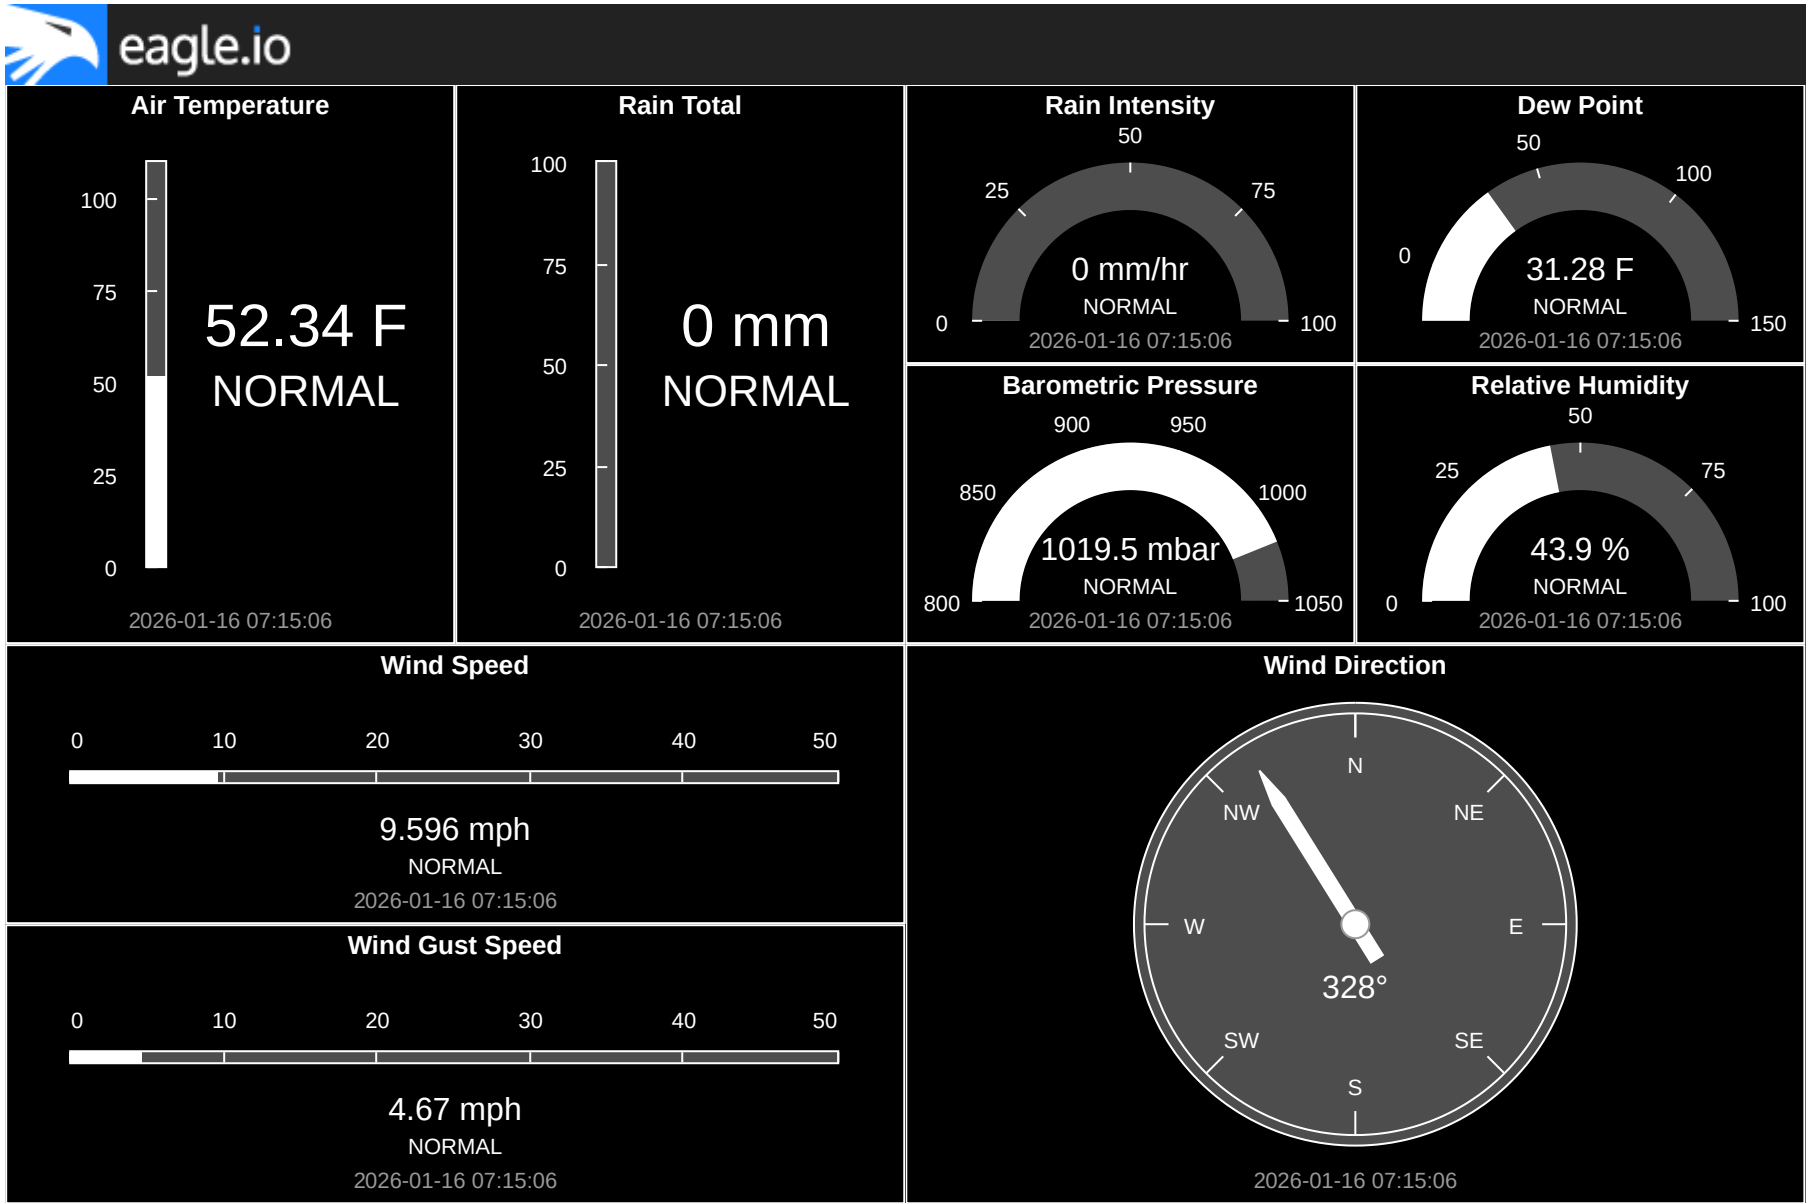 eagle.io
Air Temperature
100
75
50
25
0
52.34 F
NORMAL
2026-01-16 07:15:06
Rain Total
100
75
50
25
0
0 mm
NORMAL
2026-01-16 07:15:06
Rain Intensity
50
25
75
0
100
0 mm/hr
NORMAL
2026-01-16 07:15:06
Dew Point
50
100
0
150
31.28 F
NORMAL
2026-01-16 07:15:06
Barometric Pressure
900
950
850
1000
800
1050
1019.5 mbar
NORMAL
2026-01-16 07:15:06
Relative Humidity
50
25
75
0
100
43.9 %
NORMAL
2026-01-16 07:15:06
Wind Speed
0 10 20 30 40 50
9.596 mph
NORMAL
2026-01-16 07:15:06
Wind Gust Speed
0 10 20 30 40 50
4.67 mph
NORMAL
2026-01-16 07:15:06
Wind Direction
N
NW NE
W E
328°
SW SE
S
2026-01-16 07:15:06